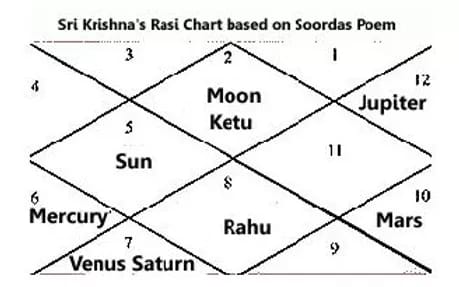 Sri Krishna's Rasi Chart based on Soordas Poem
3
2
1
4
12
Moon
Jupiter
Ketu
5
11
Sun
8
6
10
Mercury
Rahu
Mars
7
9
Venus Saturn